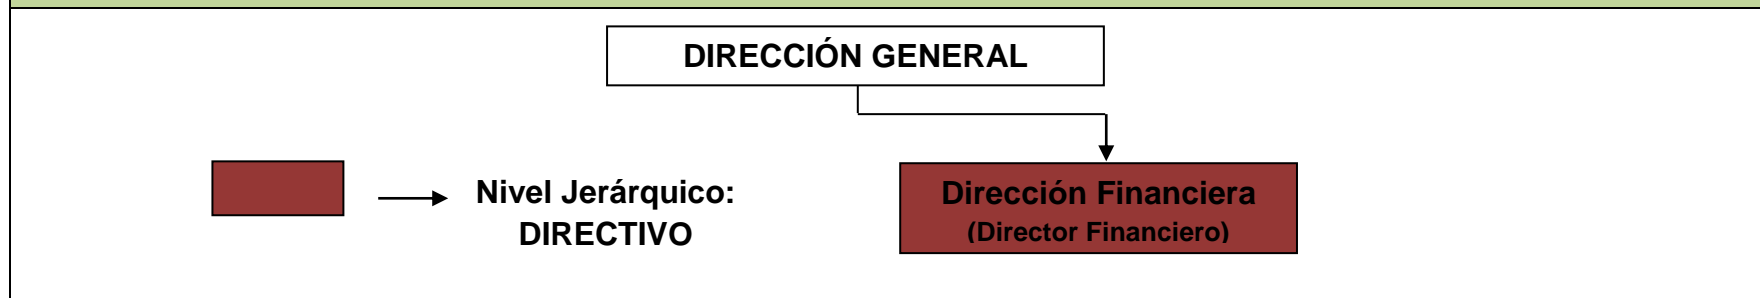 DIRECCIÓN GENERAL
Nivel Jerárquico:
DIRECTIVO
Dirección Financiera
(Director Financiero)